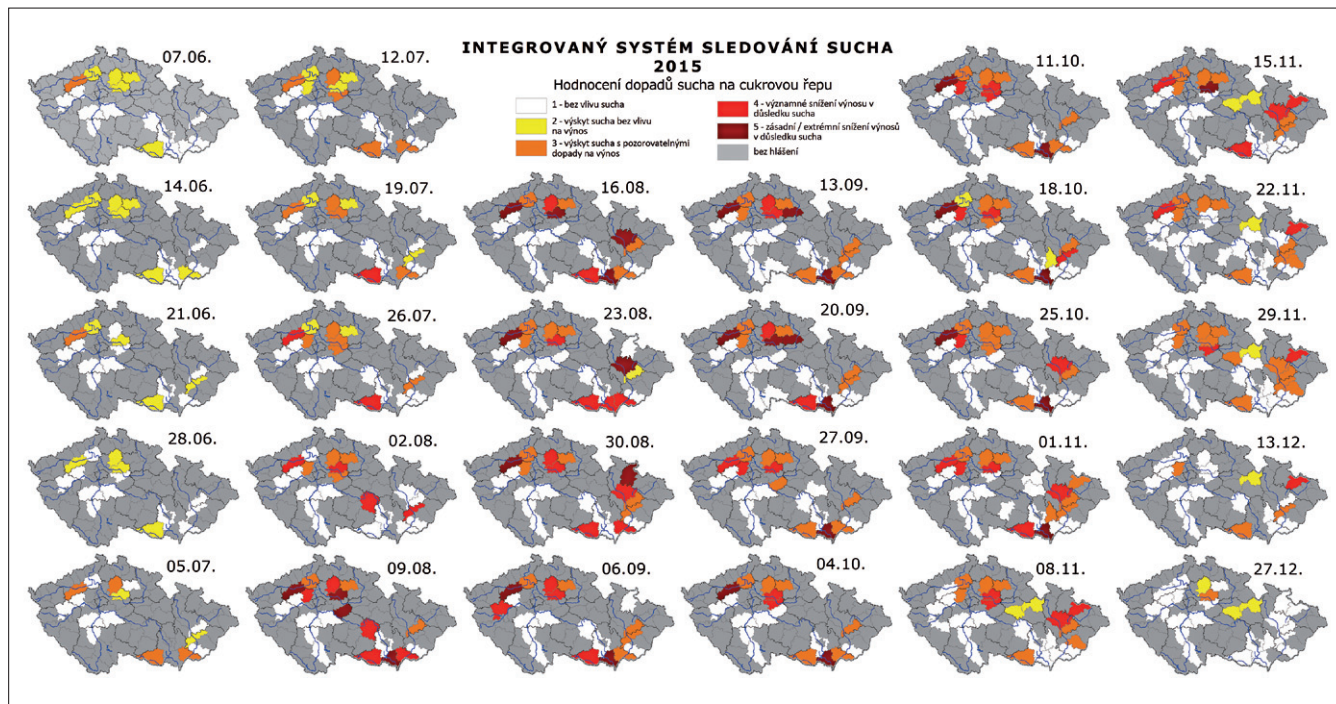 INTEGROVANÝ SYSTÉM SLEDOVÁNÍ SUCHA
2015
Hodnocení dopadů sucha na cukrovou řepu
1 - bez vlivu sucha
2 - výskyt sucha bez vlivu
na výnos
3 - výskyt sucha s pozorovatelnými
dopady na výnos
4 - významné snížení výnosu v
důsledku sucha
5 - zásadní / extrémní snížení výnosů
v důsledku sucha
bez hlášení
07.06.
14.06.
21.06.
28.06.
05.07.
12.07.
19.07.
26.07.
02.08.
09.08.
16.08.
23.08.
30.08.
06.09.
13.09.
20.09.
27.09.
04.10.
11.10.
18.10.
25.10.
01.11.
08.11.
15.11.
22.11.
29.11.
13.12.
27.12.